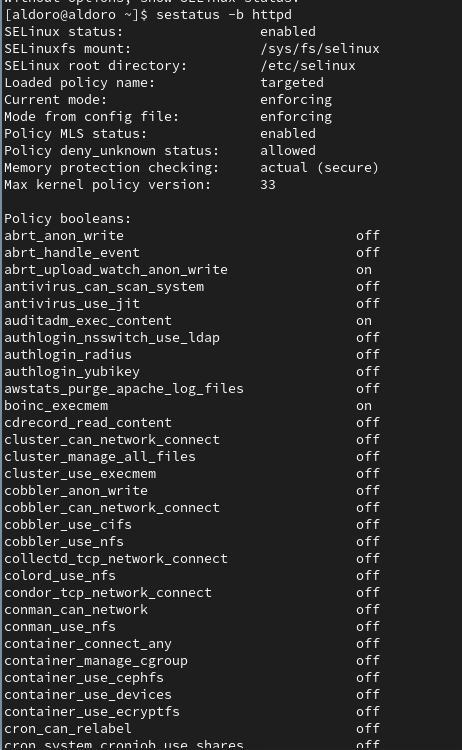 without options, show SELinux status.
[aldoro@aldoro ~]$ sestatus -b httpd
SELinux status: enabled
SELinuxfs mount: /sys/fs/selinux
SELinux root directory: /etc/selinux
Loaded policy name: targeted
Current mode: enforcing
Mode from config file: enforcing
Policy MLS status: enabled
Policy deny_unknown status: allowed
Memory protection checking: actual (secure)
Max kernel policy version: 33
Policy booleans:
abrt_anon_write off
abrt_handle_event off
abrt_upload_watch_anon_write on
antivirus_can_scan_system off
antivirus_use_jit off
auditadm_exec_content on
authlogin_nsswitch_use_ldap off
authlogin_radius off
authlogin_yubikey off
awstats_purge_apache_log_files off
boinc_execmem on
cdrecord_read_content off
cluster_can_network_connect off
cluster_manage_all_files off
cluster_use_execmem off
cobbler_anon_write off
cobbler_can_network_connect off
cobbler_use_cifs off
cobbler_use_nfs off
collectd_tcp_network_connect off
colord_use_nfs off
condor_tcp_network_connect off
conman_can_network off
conman_use_nfs off
container_connect_any off
container_manage_cgroup off
container_use_cephfs off
container_use_devices off
container_use_ecryptfs off
cron_can_relabel off
cron_system_cronjob_use_shares off